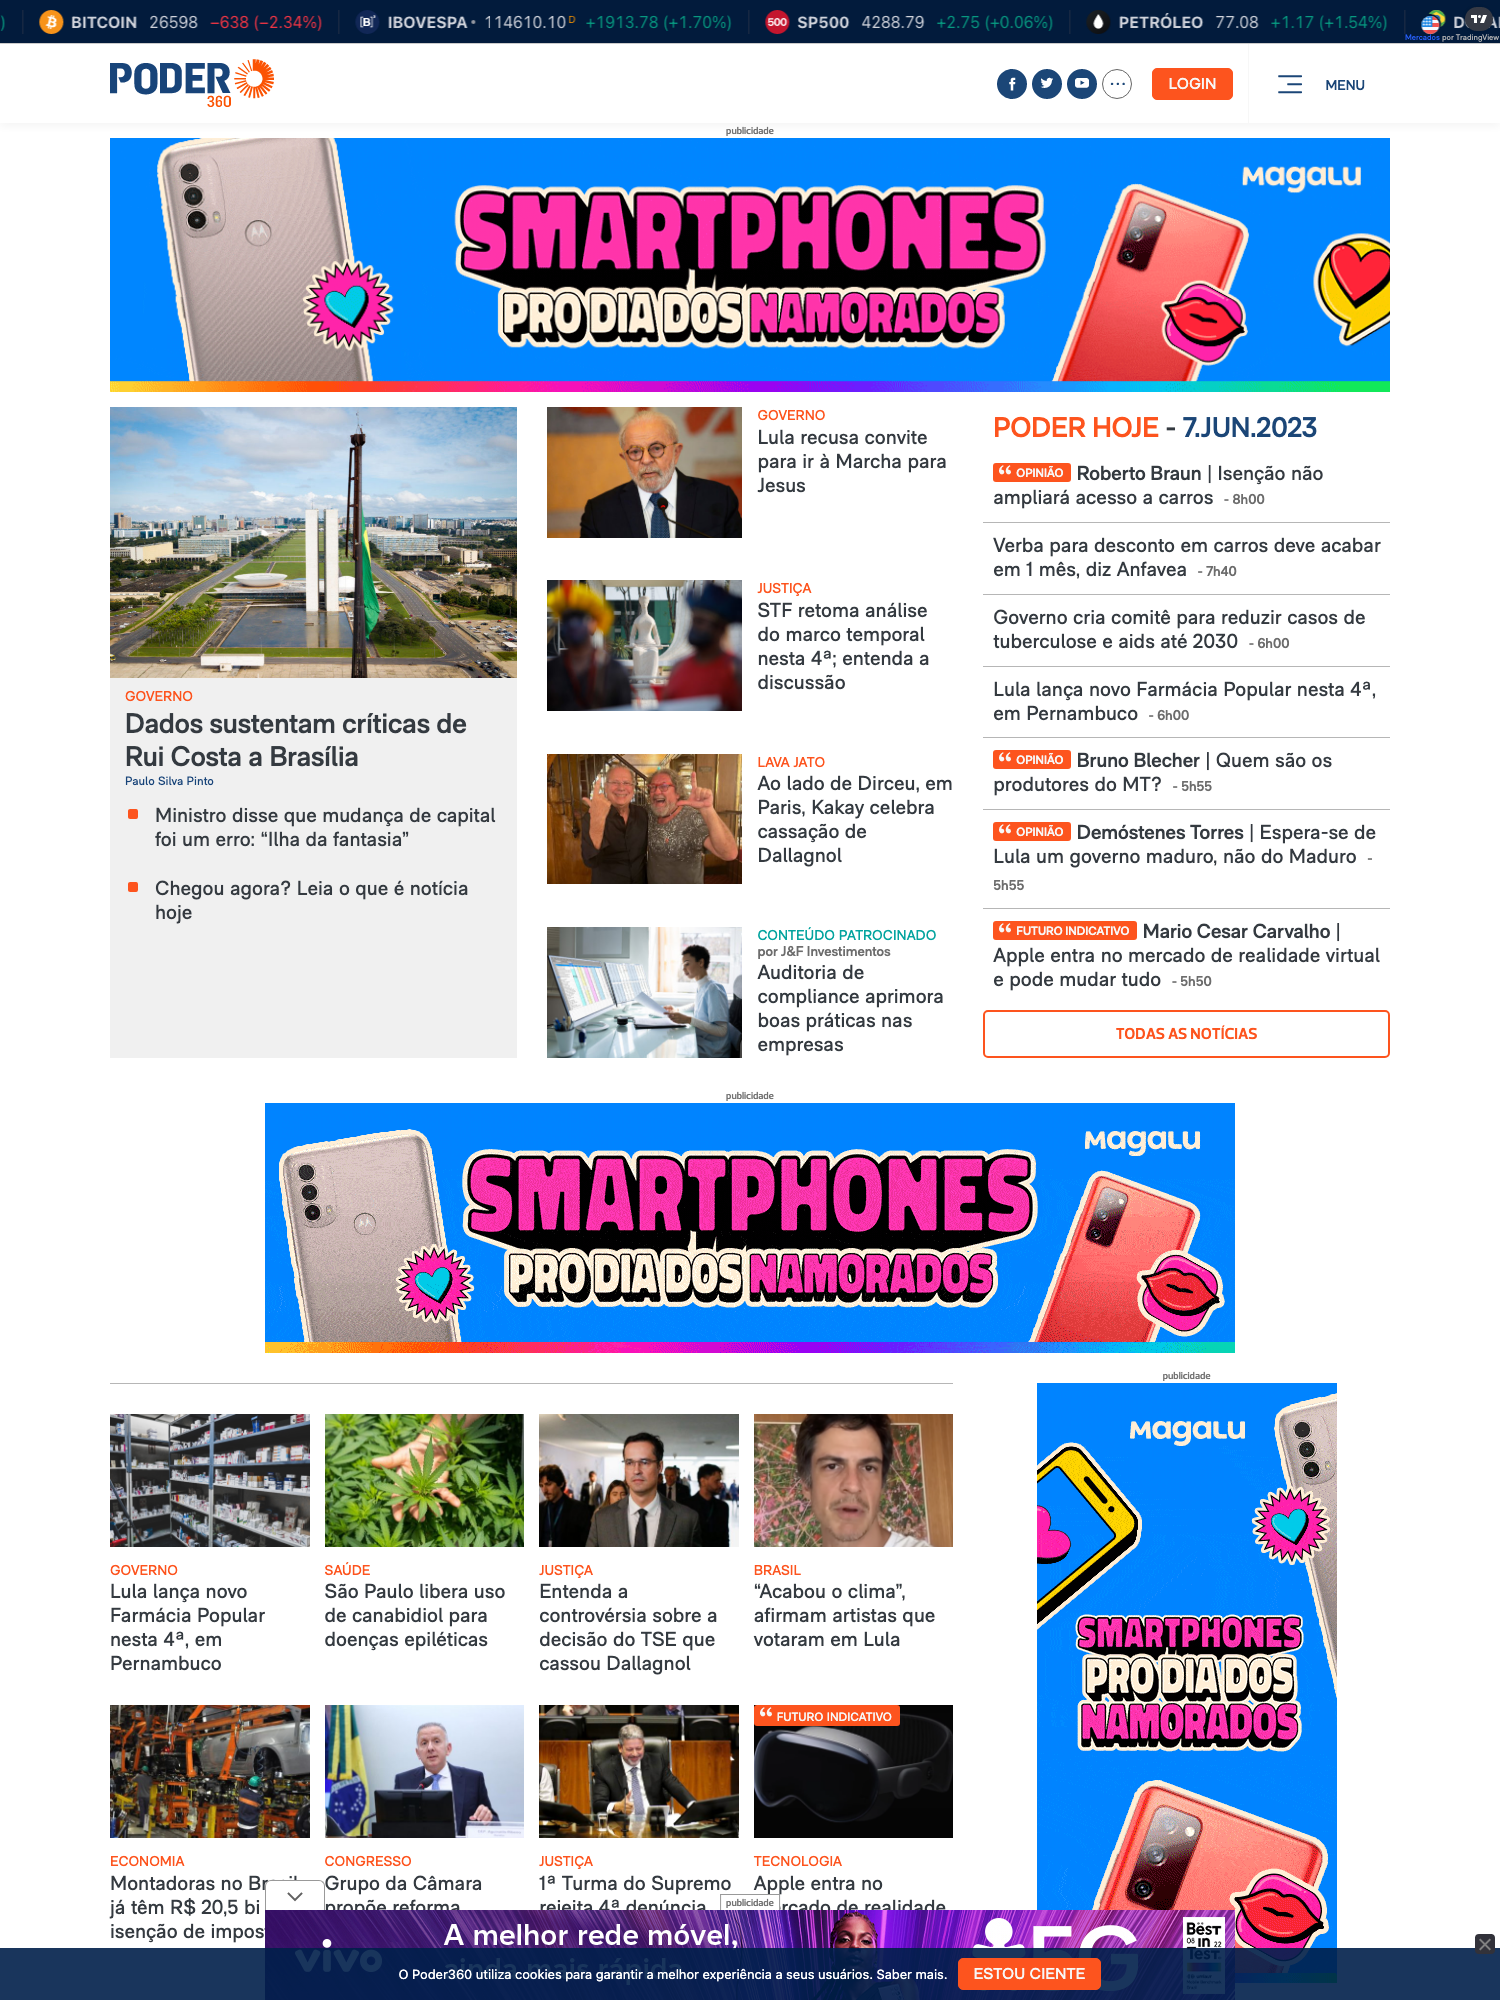 BITCOIN 26598 −638 (−2.34%) IBOVESPA 114610.10 D +1913.78 (+1.70%) SP500 4288.79 +2.75 (+0.06%) PETRÓLEO 77.08 +1.17 (+1.54%)
Mercados por TradingView
PODER
360
LOGIN
MENU
publicidade
MAGALU
SMARTPHONES
PRO DIA DOS NAMORADOS
GOVERNO
Dados sustentam críticas de
Rui Costa a Brasília
Paulo Silva Pinto
Ministro disse que mudança de capital
foi um erro: “Ilha da fantasia”
Chegou agora? Leia o que é notícia
hoje
GOVERNO
Lula recusa convite
para ir à Marcha para
Jesus
JUSTIÇA
STF retoma análise
do marco temporal
nesta 4ª; entenda a
discussão
LAVA JATO
Ao lado de Dirceu, em
Paris, Kakay celebra
cassação de
Dallagnol
CONTEÚDO PATROCINADO
por J&F Investimentos
Auditoria de
compliance aprimora
boas práticas nas
empresas
PODER HOJE - 7.JUN.2023
“ OPINIÃO Roberto Braun | Isenção não
ampliará acesso a carros - 8h00
Verba para desconto em carros deve acabar
em 1 mês, diz Anfavea - 7h40
Governo cria comitê para reduzir casos de
tuberculose e aids até 2030 - 6h00
Lula lança novo Farmácia Popular nesta 4ª,
em Pernambuco - 6h00
“ OPINIÃO Bruno Blecher | Quem são os
produtores do MT? - 5h55
“ OPINIÃO Demóstenes Torres | Espera-se de
Lula um governo maduro, não do Maduro -
5h55
“ FUTURO INDICATIVO Mario Cesar Carvalho |
Apple entra no mercado de realidade virtual
e pode mudar tudo - 5h50
TODAS AS NOTÍCIAS
publicidade
MAGALU
SMARTPHONES
PRO DIA DOS NAMORADOS
GOVERNO
Lula lança novo
Farmácia Popular
nesta 4ª, em
Pernambuco
SAÚDE
São Paulo libera uso
de canabidiol para
doenças epiléticas
JUSTIÇA
Entenda a
controvérsia sobre a
decisão do TSE que
cassou Dallagnol
BRASIL
“Acabou o clima”,
afirmam artistas que
votaram em Lula
publicidade
MAGALU
SMARTPHONES
PRO DIA DOS
NAMORADOS
ECONOMIA
Montadoras no Brasil
já têm R$ 20,5 bi
isenção de impos
CONGRESSO
Grupo da Câmara
propõe reforma
JUSTIÇA
1ª Turma do Supremo
rejeita 4ª denúncia
“ FUTURO INDICATIVO
TECNOLOGIA
Apple entra no
mercado de realidade
publicidade
vivo
A melhor rede móvel,
ainda mais rápida
5G
Best
08 in 22
Test
O Poder360 utiliza cookies para garantir a melhor experiência a seus usuários. Saber mais.
ESTOU CIENTE